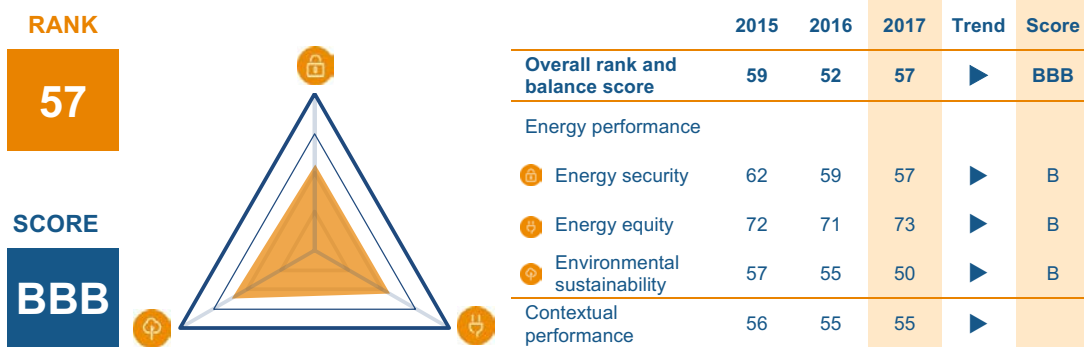 RANK
57
SCORE
BBB
2015 2016 2017 Trend Score
Overall rank and
balance score 59 52 57 BBB
Energy performance
Energy security 62 59 57 B
Energy equity 72 71 73 B
Environmental
sustainability 57 55 50 B
Contextual
performance 56 55 55